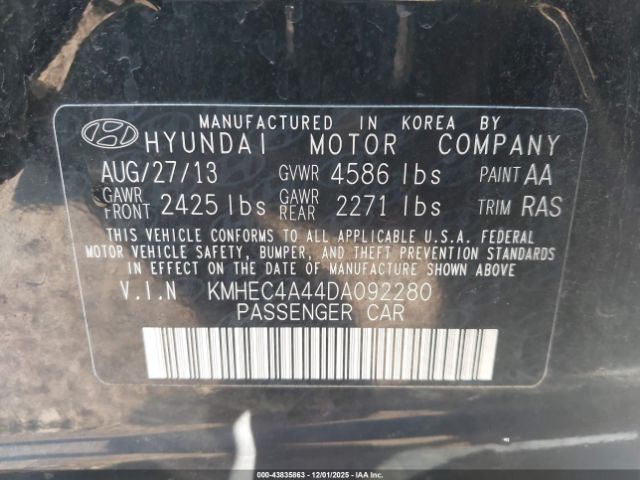 MANUFACTURED IN KOREA BY
HYUNDAI MOTOR COMPANY
AUG/27/13 GVWR 4586 lbs PAINT AA
GAWR FRONT 2425 lbs GAWR REAR 2271 lbs TRIM RAS
THIS VEHICLE CONFORMS TO ALL APPLICABLE U.S.A. FEDERAL
MOTOR VEHICLE SAFETY, BUMPER, AND THEFT PREVENTION STANDARDS
IN EFFECT ON THE DATE OF MANUFACTURE SHOWN ABOVE
V.I.N KMHEC4A44DA092280
PASSENGER CAR
000-43835863 - 12/01/2025 - IAAI Copyright